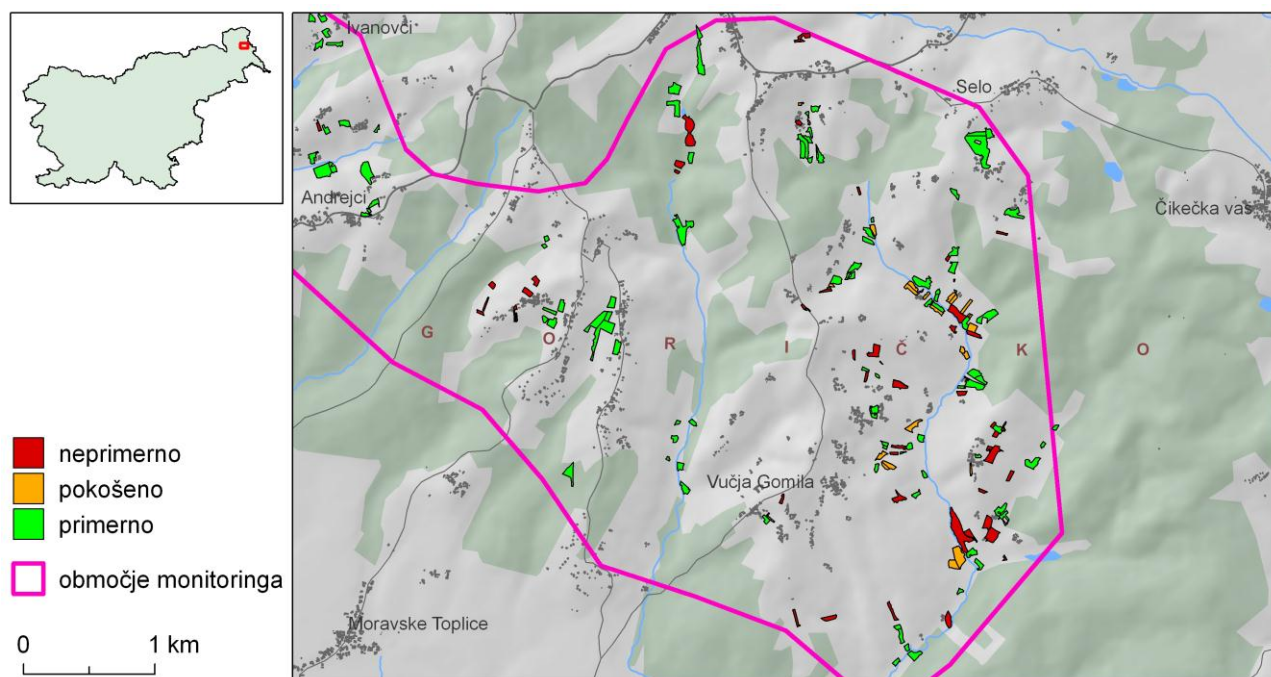 Ivanovci
Selo
Andrejci
Čikečka vas
G O R I Č K O
Vučja Gomila
Moravske Toplice
neprimerno
pokošeno
primerno
območje monitoringa
0 1 km